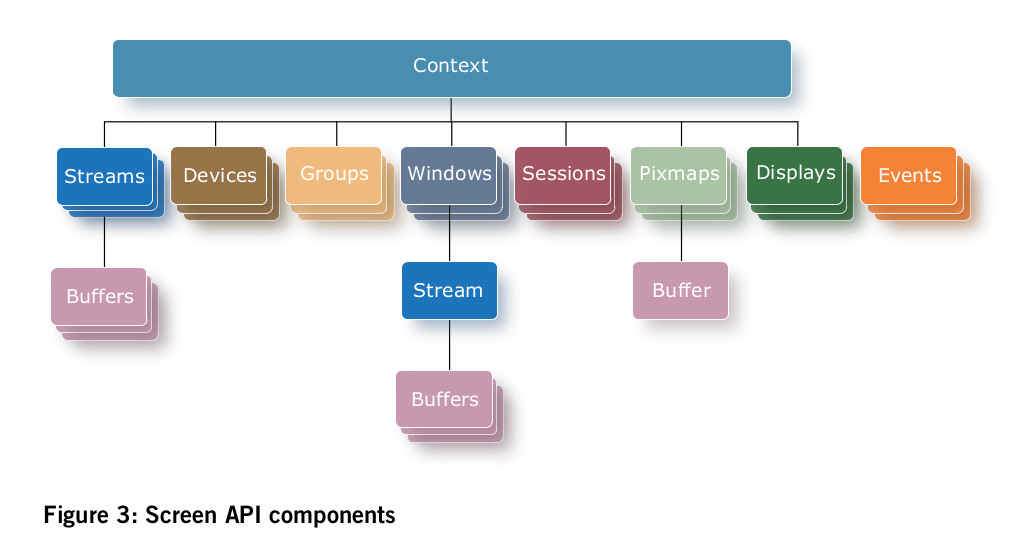 Context
Streams
Devices
Groups
Windows
Sessions
Pixmaps
Displays
Events
Buffers
Stream
Buffer
Buffers
Figure 3: Screen API components